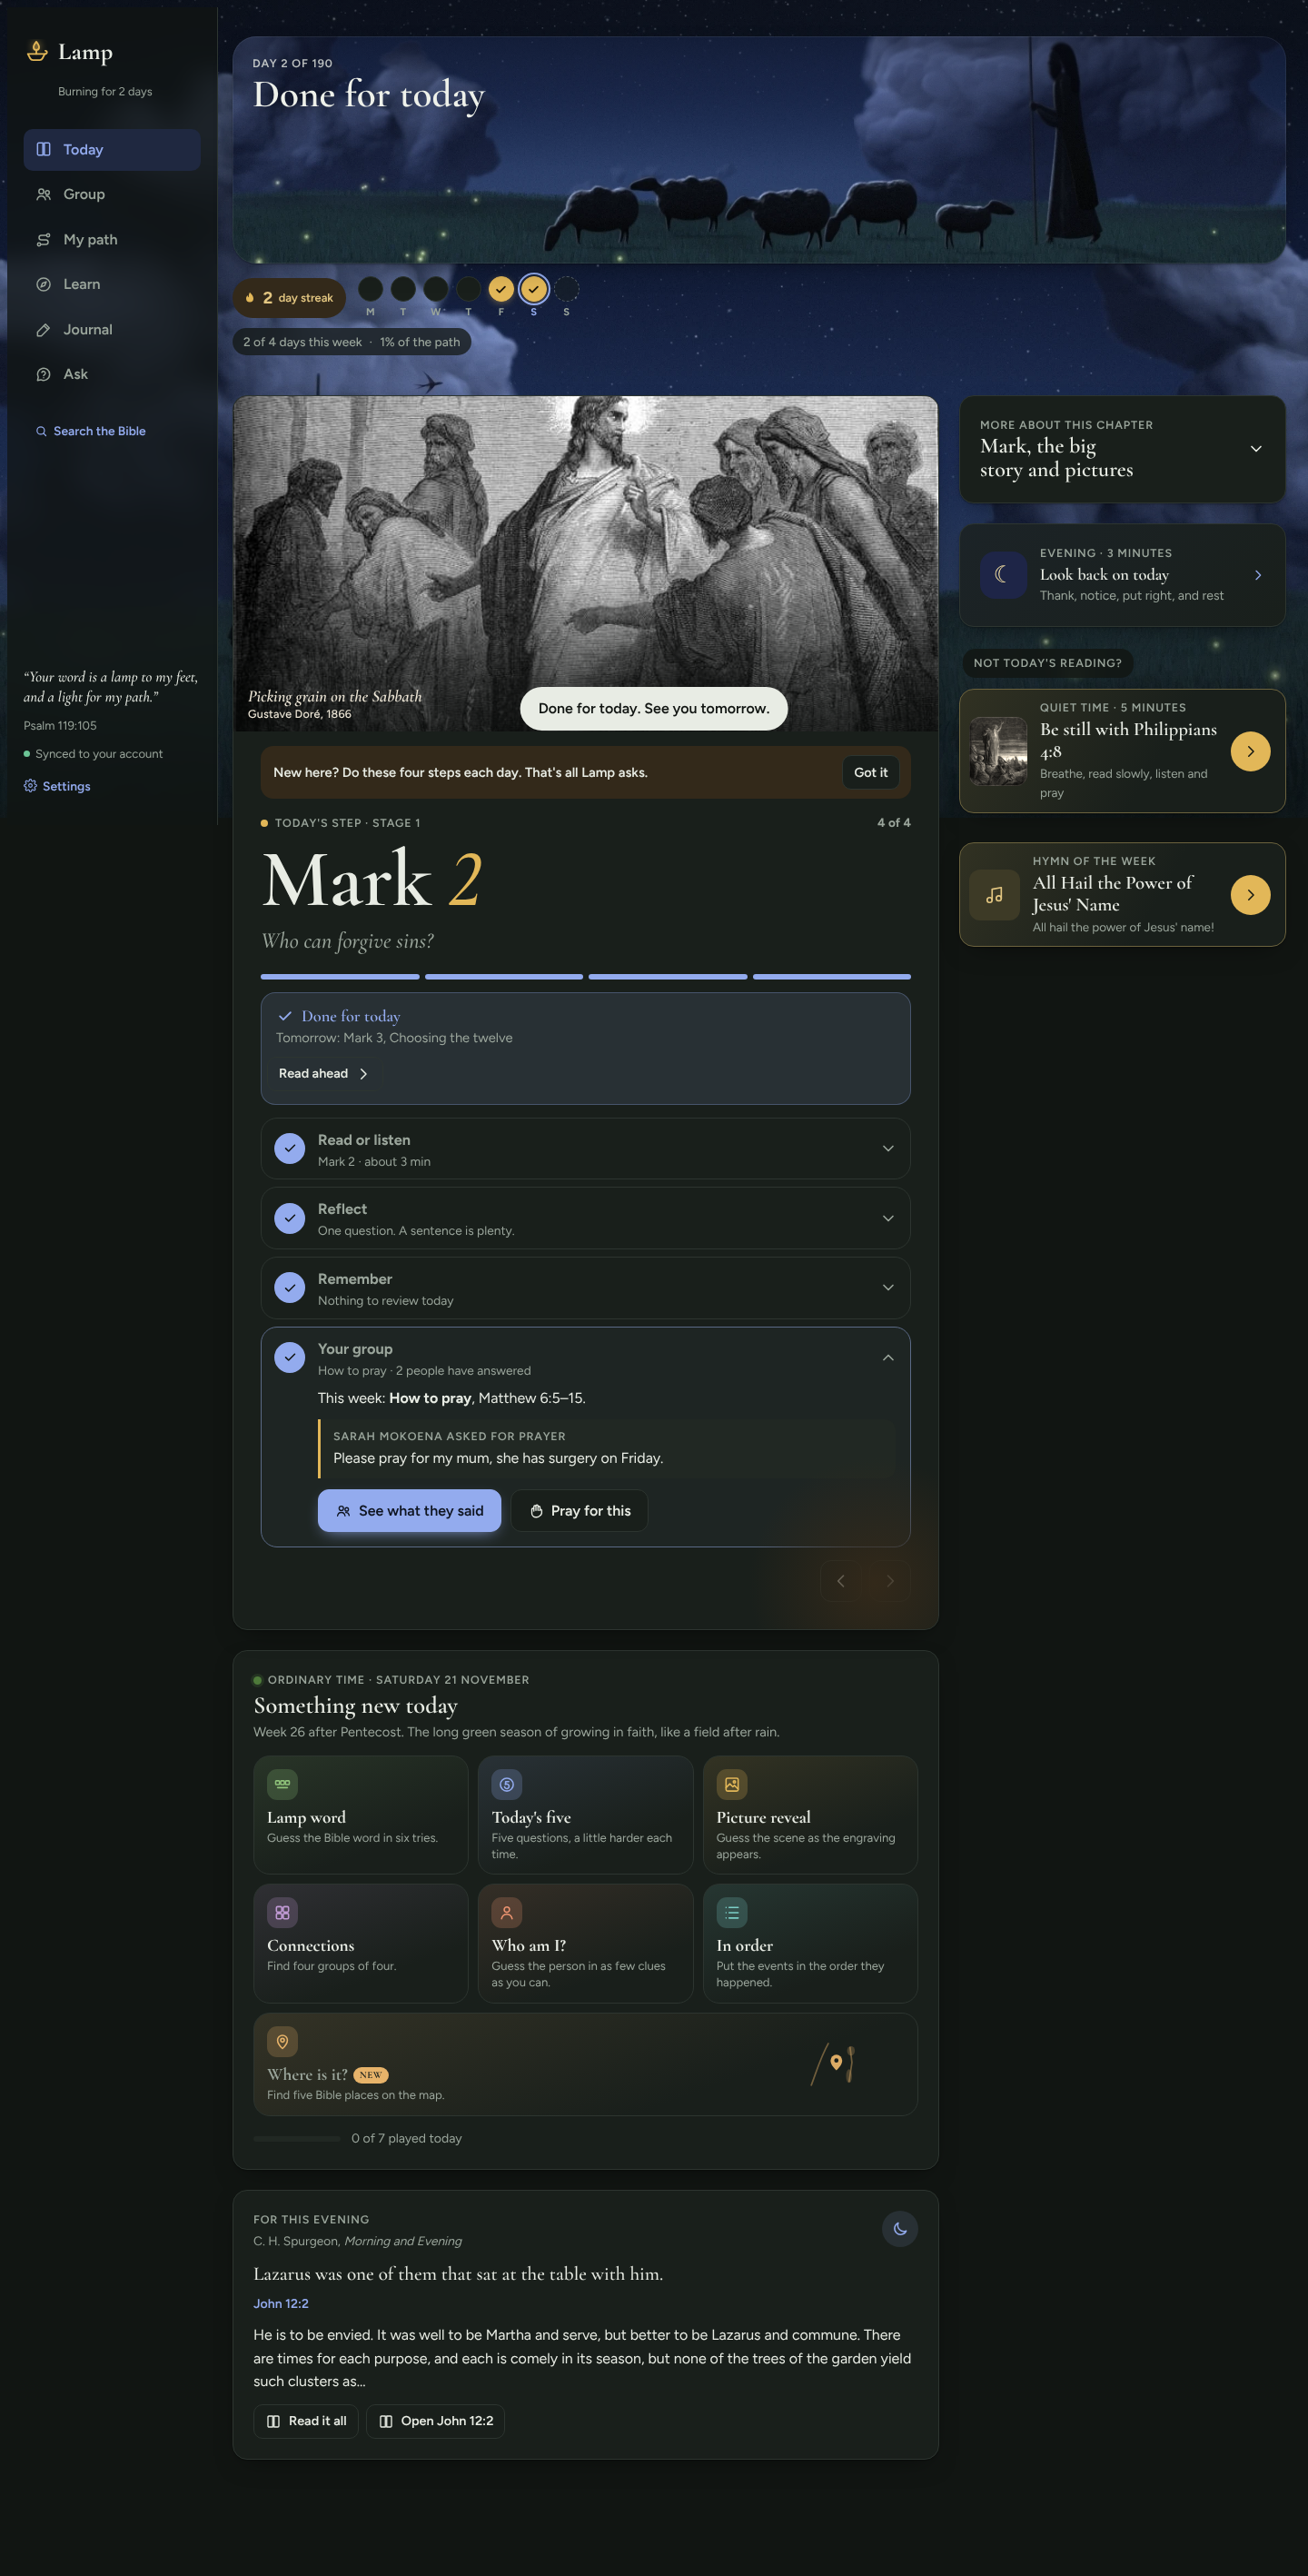 Lamp
Burning for 2 days
Today
Group
My path
Learn
Journal
Ask
Search the Bible
“Your word is a lamp to my feet,
and a light for my path.”
Psalm 119:105
Synced to your account
Settings
DAY 2 OF 190
Done for today
2 day streak
M T W T F S S
2 of 4 days this week · 1% of the path
Picking grain on the Sabbath
Gustave Doré, 1866
Done for today. See you tomorrow.
New here? Do these four steps each day. That's all Lamp asks.
Got it
TODAY'S STEP · STAGE 1
4 of 4
Mark 2
Who can forgive sins?
Done for today
Tomorrow: Mark 3, Choosing the twelve
Read ahead
Read or listen
Mark 2 · about 3 min
Reflect
One question. A sentence is plenty.
Remember
Nothing to review today
Your group
How to pray · 2 people have answered
This week: How to pray, Matthew 6:5–15.
SARAH MOKOENA ASKED FOR PRAYER
Please pray for my mum, she has surgery on Friday.
See what they said
Pray for this
MORE ABOUT THIS CHAPTER
Mark, the big
story and pictures
EVENING · 3 MINUTES
Look back on today
Thank, notice, put right, and rest
NOT TODAY'S READING?
QUIET TIME · 5 MINUTES
Be still with Philippians
4:8
Breathe, read slowly, listen and
pray
HYMN OF THE WEEK
All Hail the Power of
Jesus' Name
All hail the power of Jesus' name!
ORDINARY TIME · SATURDAY 21 NOVEMBER
Something new today
Week 26 after Pentecost. The long green season of growing in faith, like a field after rain.
Lamp word
Guess the Bible word in six tries.
5
Today's five
Five questions, a little harder each
time.
Picture reveal
Guess the scene as the engraving
appears.
Connections
Find four groups of four.
Who am I?
Guess the person in as few clues
as you can.
In order
Put the events in the order they
happened.
Where is it? NEW
Find five Bible places on the map.
0 of 7 played today
FOR THIS EVENING
C. H. Spurgeon, Morning and Evening
Lazarus was one of them that sat at the table with him.
John 12:2
He is to be envied. It was well to be Martha and serve, but better to be Lazarus and commune. There
are times for each purpose, and each is comely in its season, but none of the trees of the garden yield
such clusters as…
Read it all
Open John 12:2